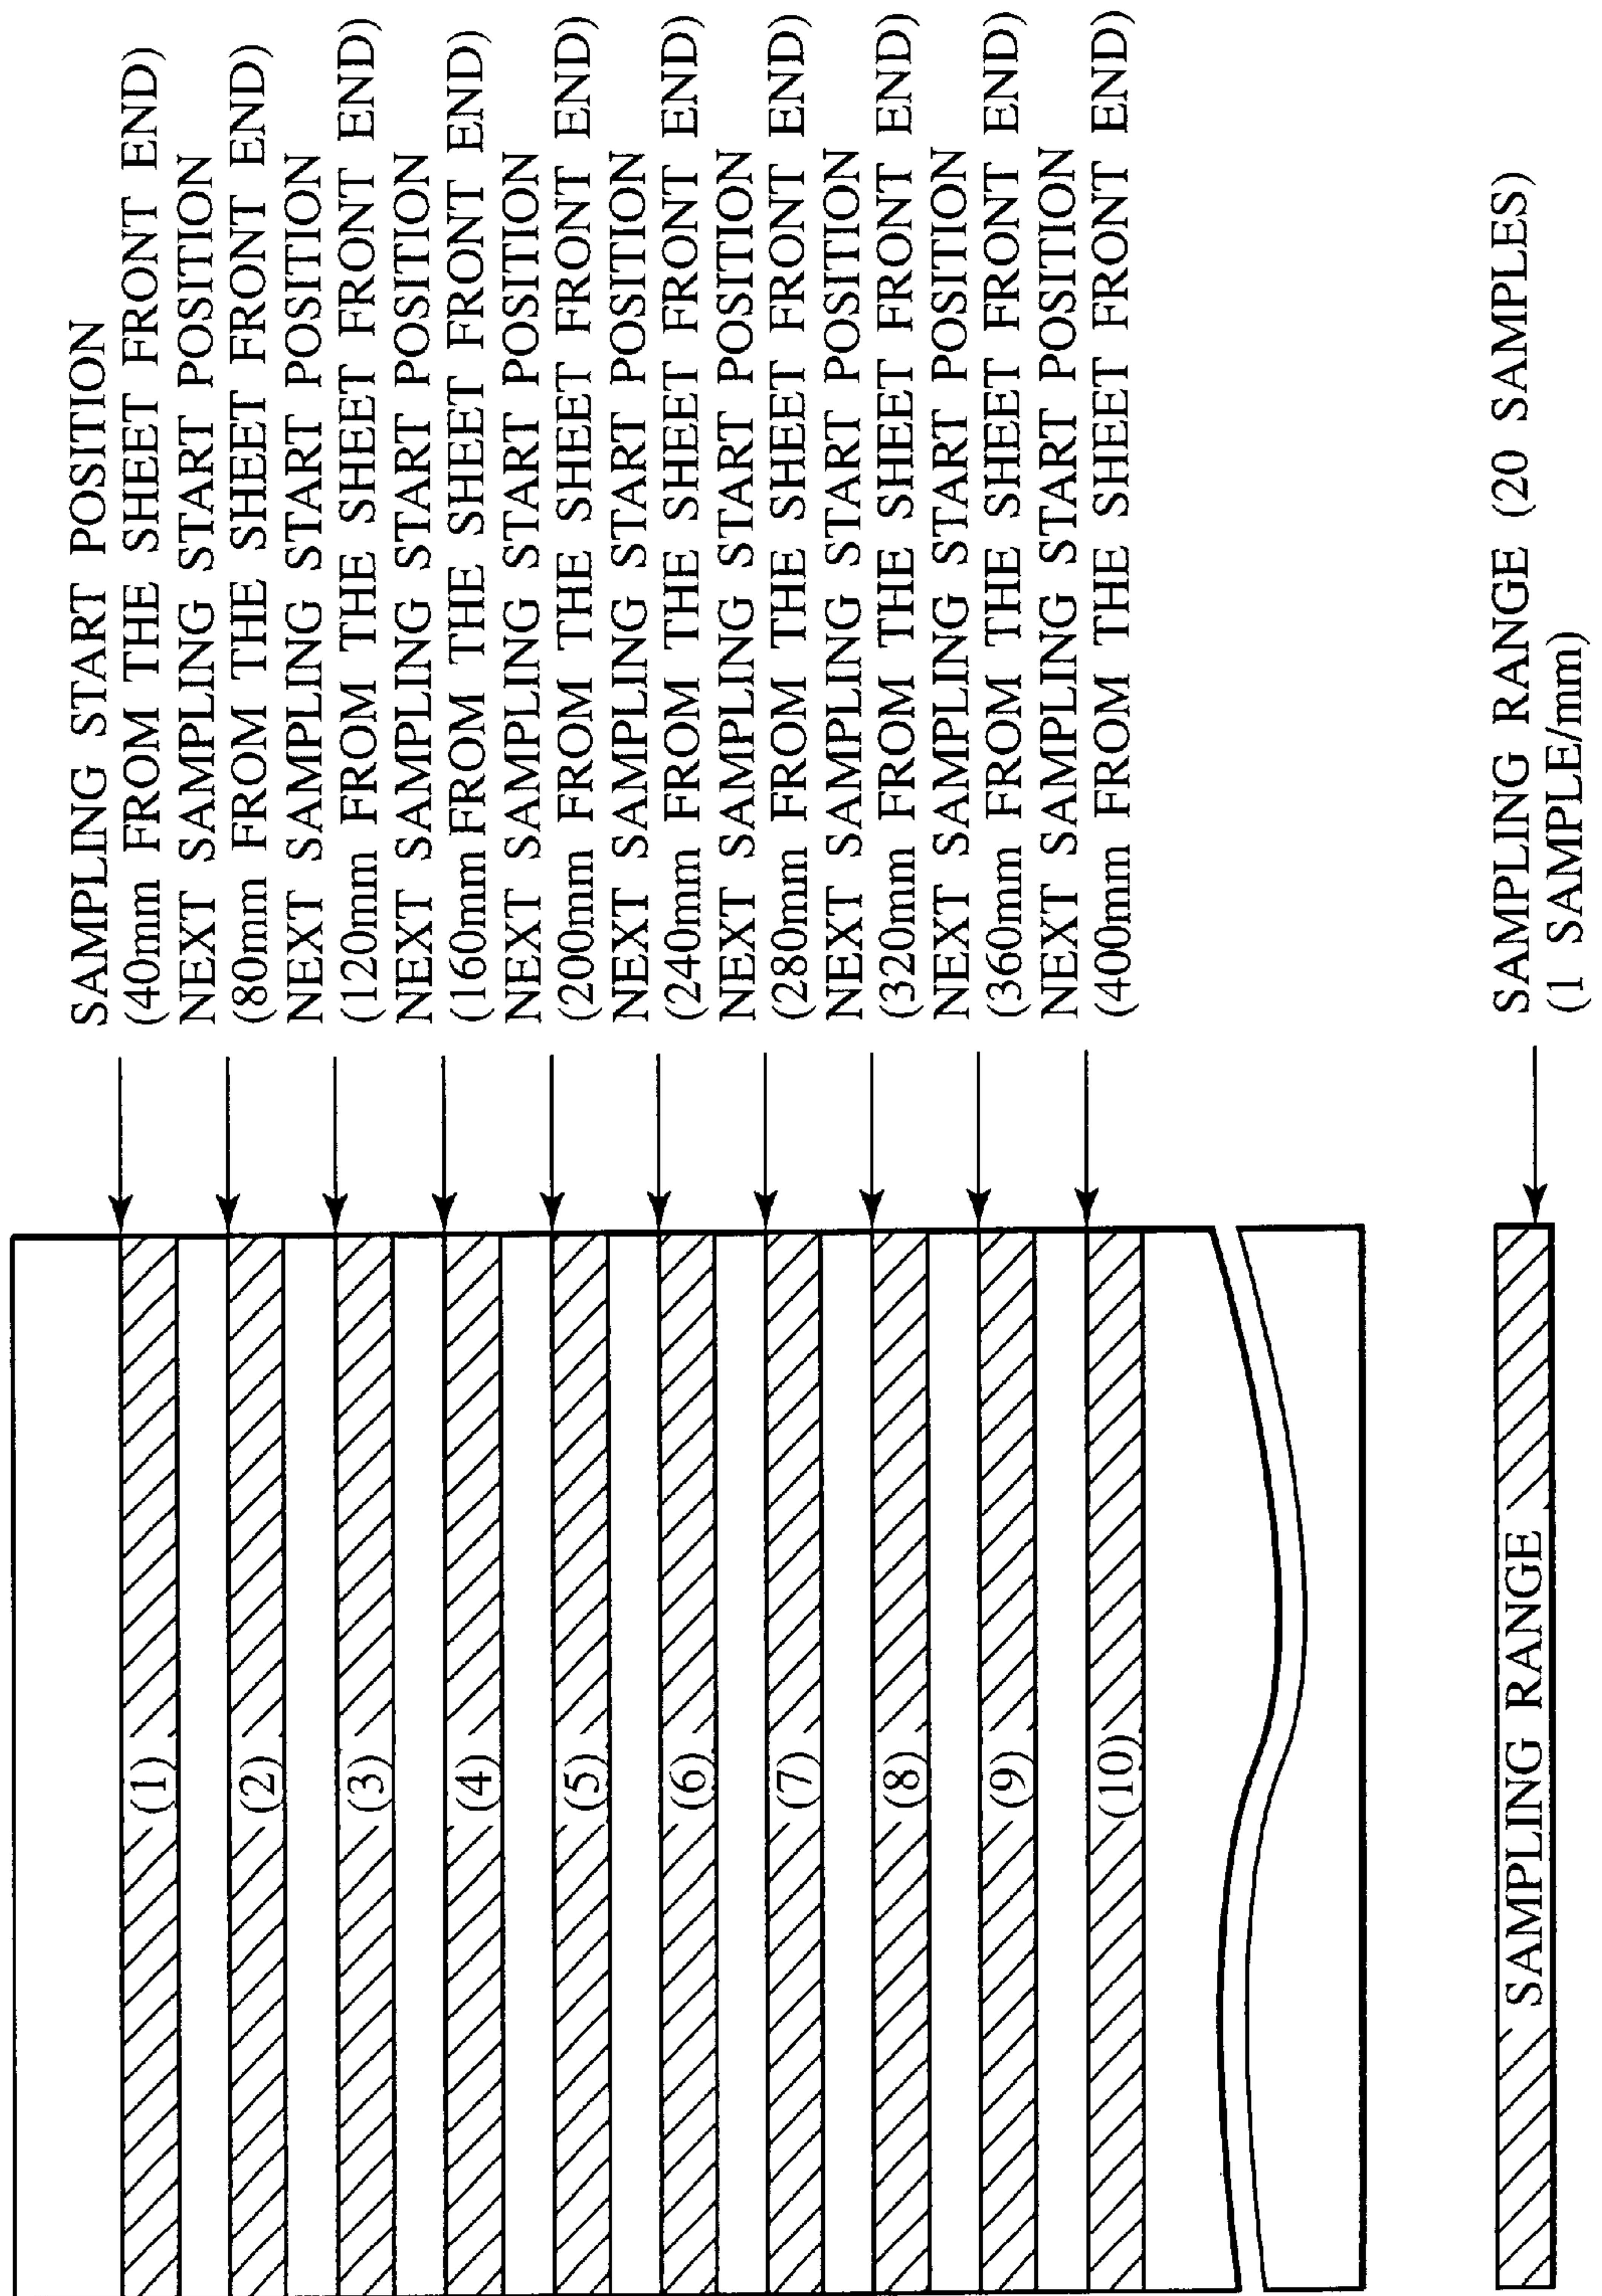 SAMPLING START POSITION
(40mm FROM THE SHEET FRONT END)
NEXT SAMPLING START POSITION
(80mm FROM THE SHEET FRONT END)
NEXT SAMPLING START POSITION
(120mm FROM THE SHEET FRONT END)
NEXT SAMPLING START POSITION
(160mm FROM THE SHEET FRONT END)
NEXT SAMPLING START POSITION
(200mm FROM THE SHEET FRONT END)
NEXT SAMPLING START POSITION
(240mm FROM THE SHEET FRONT END)
NEXT SAMPLING START POSITION
(280mm FROM THE SHEET FRONT END)
NEXT SAMPLING START POSITION
(320mm FROM THE SHEET FRONT END)
NEXT SAMPLING START POSITION
(360mm FROM THE SHEET FRONT END)
NEXT SAMPLING START POSITION
(400mm FROM THE SHEET FRONT END)
SAMPLING RANGE (20 SAMPLES)
(1 SAMPLE/mm)
(1)
(2)
(3)
(4)
(5)
(6)
(7)
(8)
(9)
(10)
SAMPLING RANGE